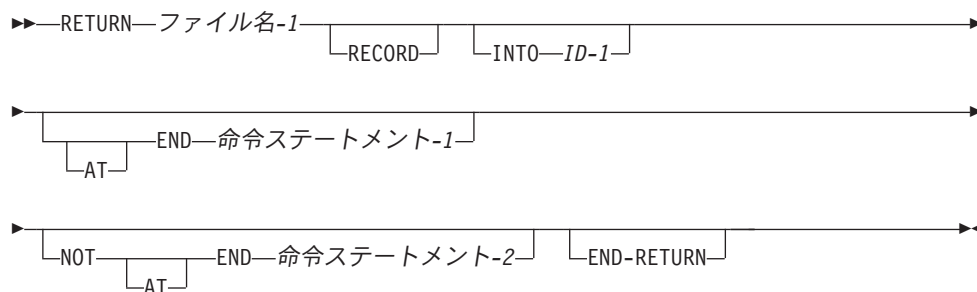 RETURN ファイル名-1
RECORD
INTO ID-1
END 命令ステートメント-1
AT
NOT END 命令ステートメント-2
AT
END-RETURN